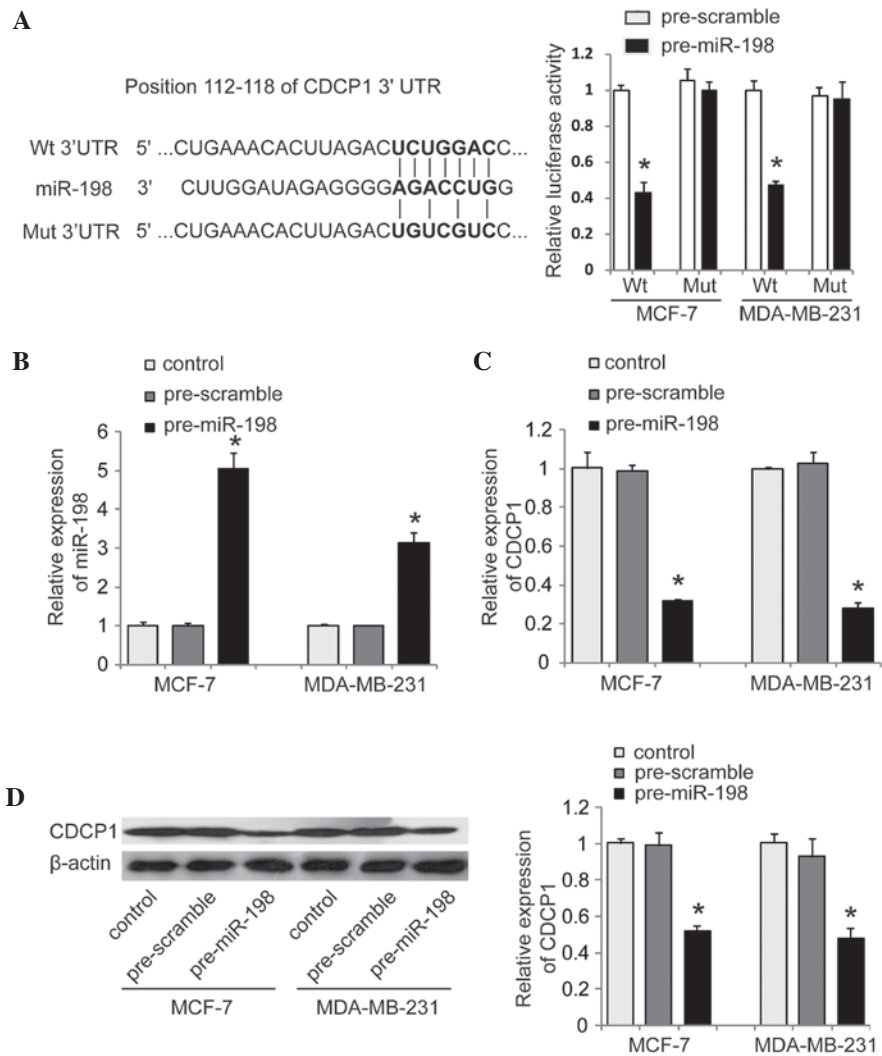 A
Position 112-118 of CDCP1 3' UTR
Wt 3'UTR 5' ...CUGAAACACUUAGACUCUGGACC...
miR-198 3' CUUGGAUAGAGGGGAGACCUGG
Mut 3'UTR 5' ...CUGAAACACUUAGACUGUCGUCC...
pre-scramble
pre-miR-198
Relative luciferase activity
1.2
1
0.8
0.6
0.4
0.2
0
*
*
Wt Mut Wt Mut
MCF-7 MDA-MB-231
B
control
pre-scramble
pre-miR-198
Relative expression
of miR-198
6
5
4
3
2
1
0
*
*
MCF-7 MDA-MB-231
C
control
pre-scramble
pre-miR-198
Relative expression
of CDCP1
1.2
1
0.8
0.6
0.4
0.2
0
*
*
MCF-7 MDA-MB-231
D
CDCP1
β-actin
control
pre-scramble
pre-miR-198
control
pre-scramble
pre-miR-198
MCF-7 MDA-MB-231
control
pre-scramble
pre-miR-198
Relative expression
of CDCP1
1.2
1
0.8
0.6
0.4
0.2
0
*
*
MCF-7 MDA-MB-231